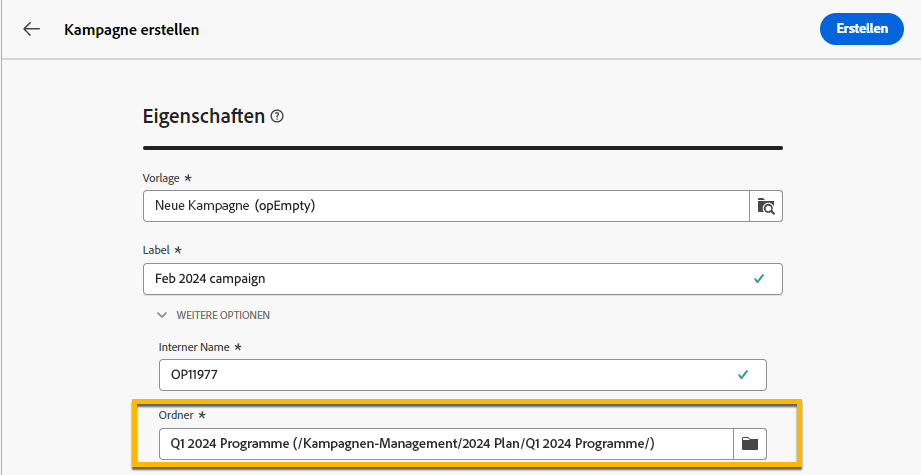 Kampagne erstellen
Erstellen
Eigenschaften
Vorlage *
Neue Kampagne (opEmpty)
Label *
Feb 2024 campaign
WEITERE OPTIONEN
Interner Name *
OP11977
Ordner *
Q1 2024 Programme (/Kampagnen-Management/2024 Plan/Q1 2024 Programme/)